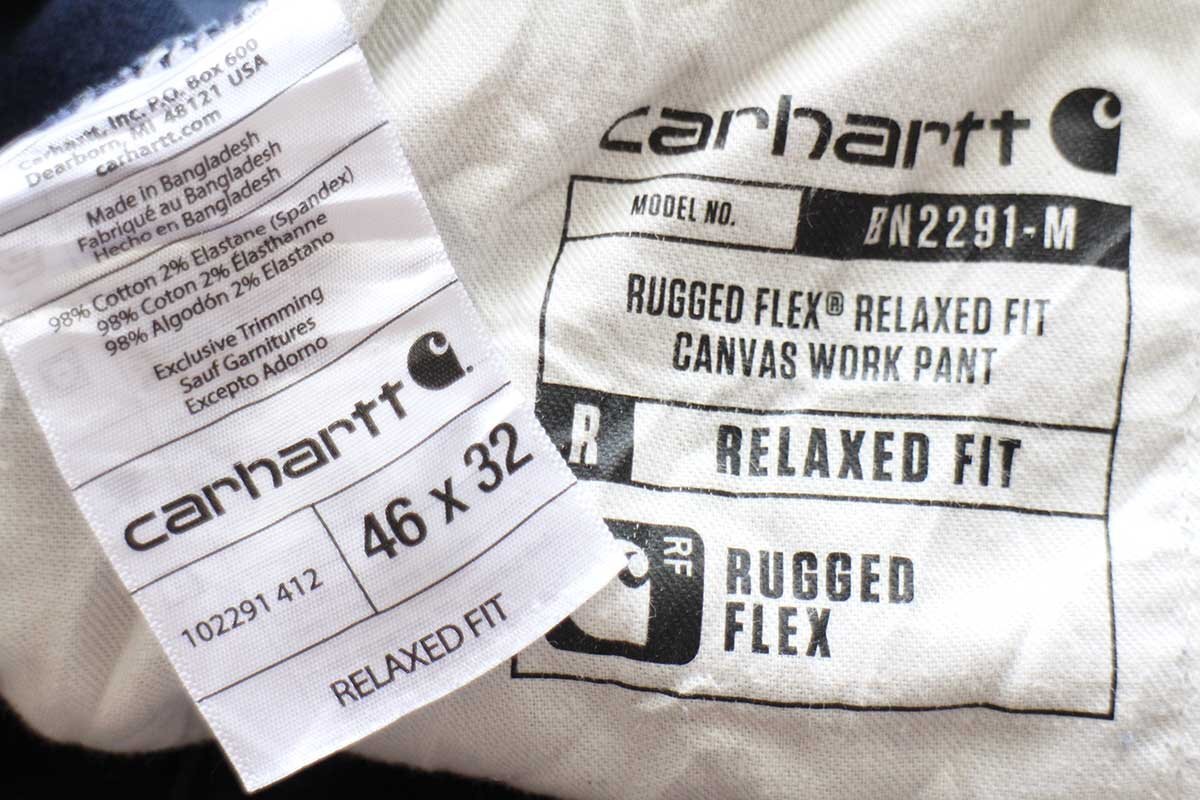 Carhartt, Inc. P.O. Box 600
Dearborn, MI 48121 USA
carhartt.com
Made in Bangladesh
Fabriqué au Bangladesh
Hecho en Bangladesh
98% Cotton 2% Elastane (Spandex)
98% Coton 2% Élasthanne
98% Algodón 2% Elastano
Exclusive Trimming
Sauf Garnitures
Excepto Adorno
carhartt
102291 412
46 x 32
RELAXED FIT
carhartt
MODEL NO.
BN2291-M
RUGGED FLEX® RELAXED FIT
CANVAS WORK PANT
R
RELAXED FIT
RF
RUGGED
FLEX